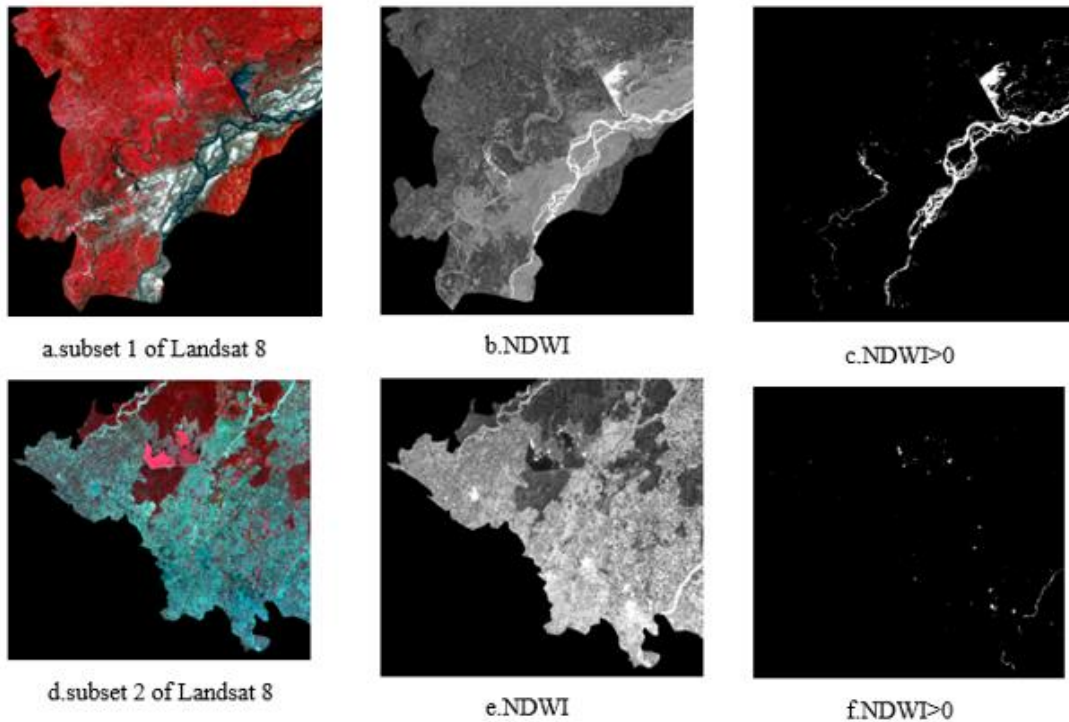 a.subset 1 of Landsat 8
b.NDWI
c.NDWI>0
d.subset 2 of Landsat 8
e.NDWI
f.NDWI>0